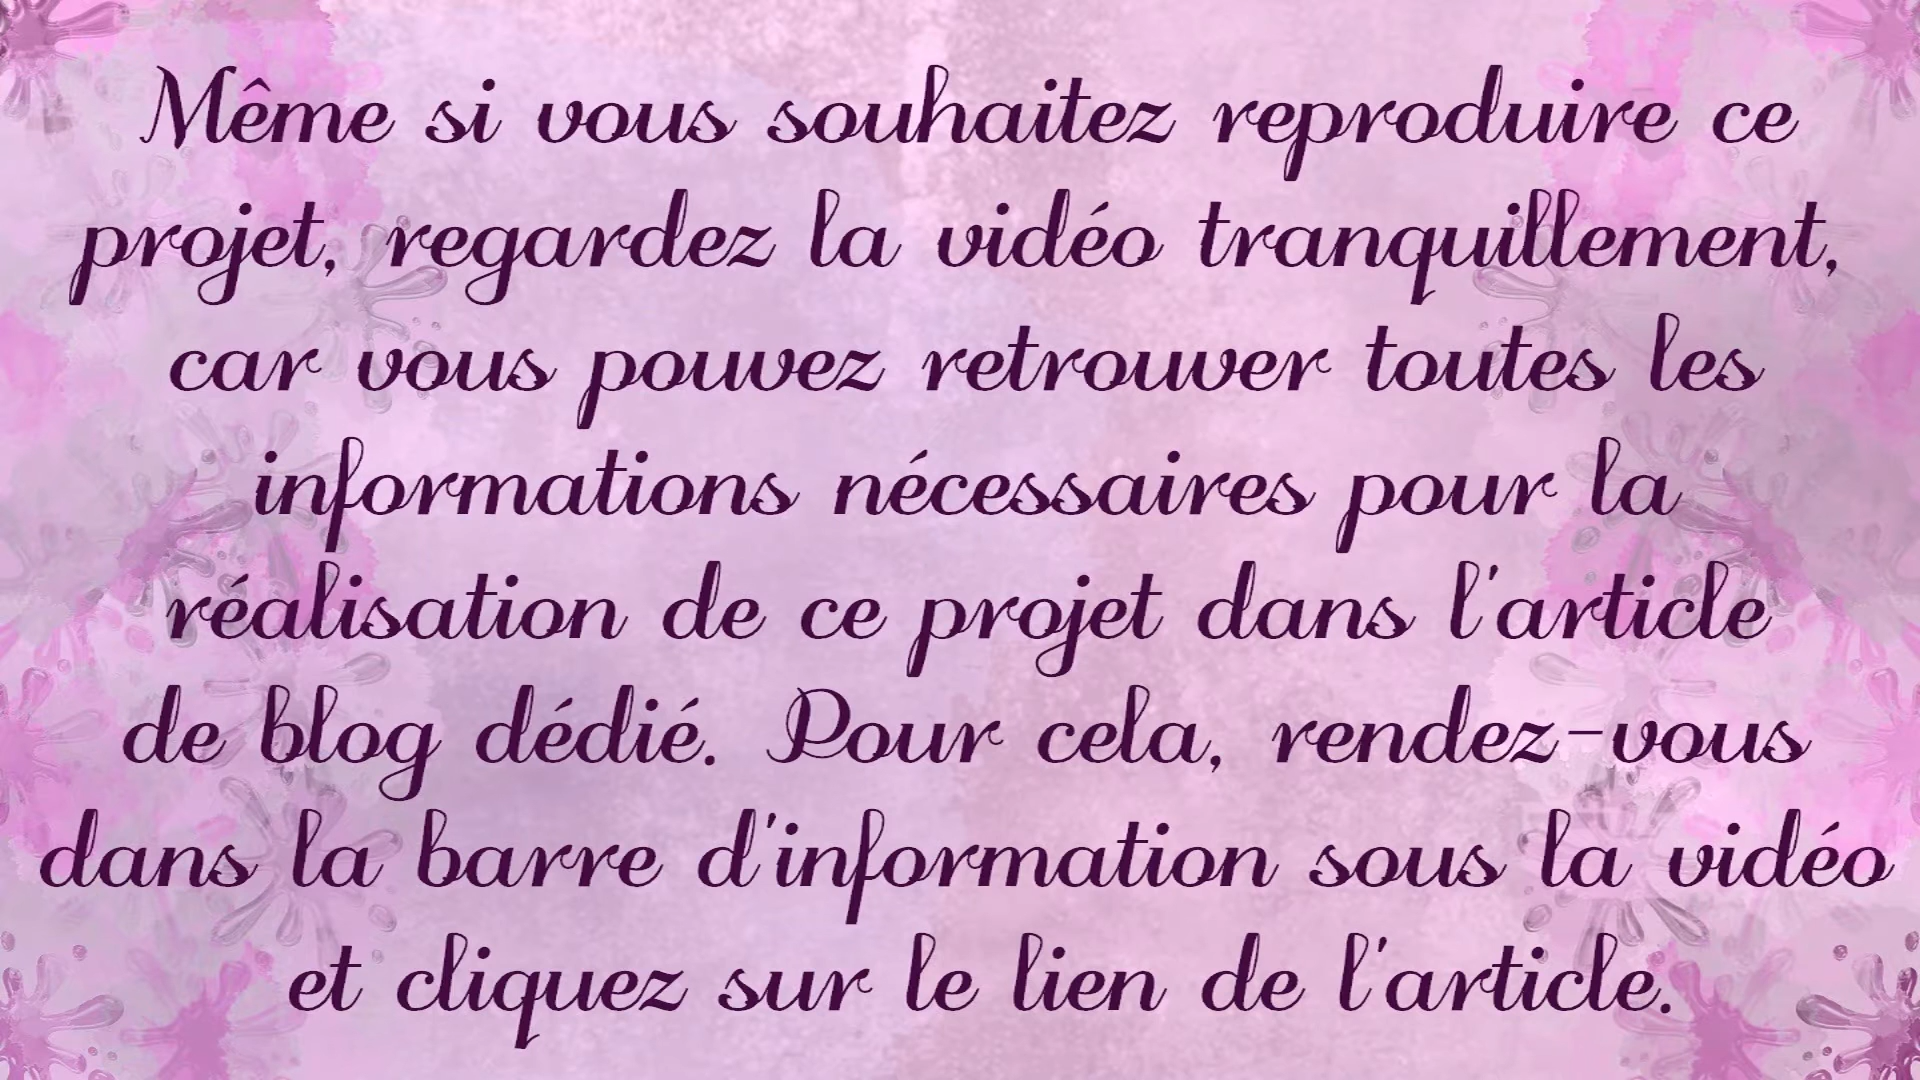 Même si vous souhaitez reproduire ce
projet, regardez la vidéo tranquillement,
car vous pouvez retrouver toutes les
informations nécessaires pour la
réalisation de ce projet dans l'article
de blog dédié. Pour cela, rendez-vous
dans la barre d'information sous la vidéo
et cliquez sur le lien de l'article.